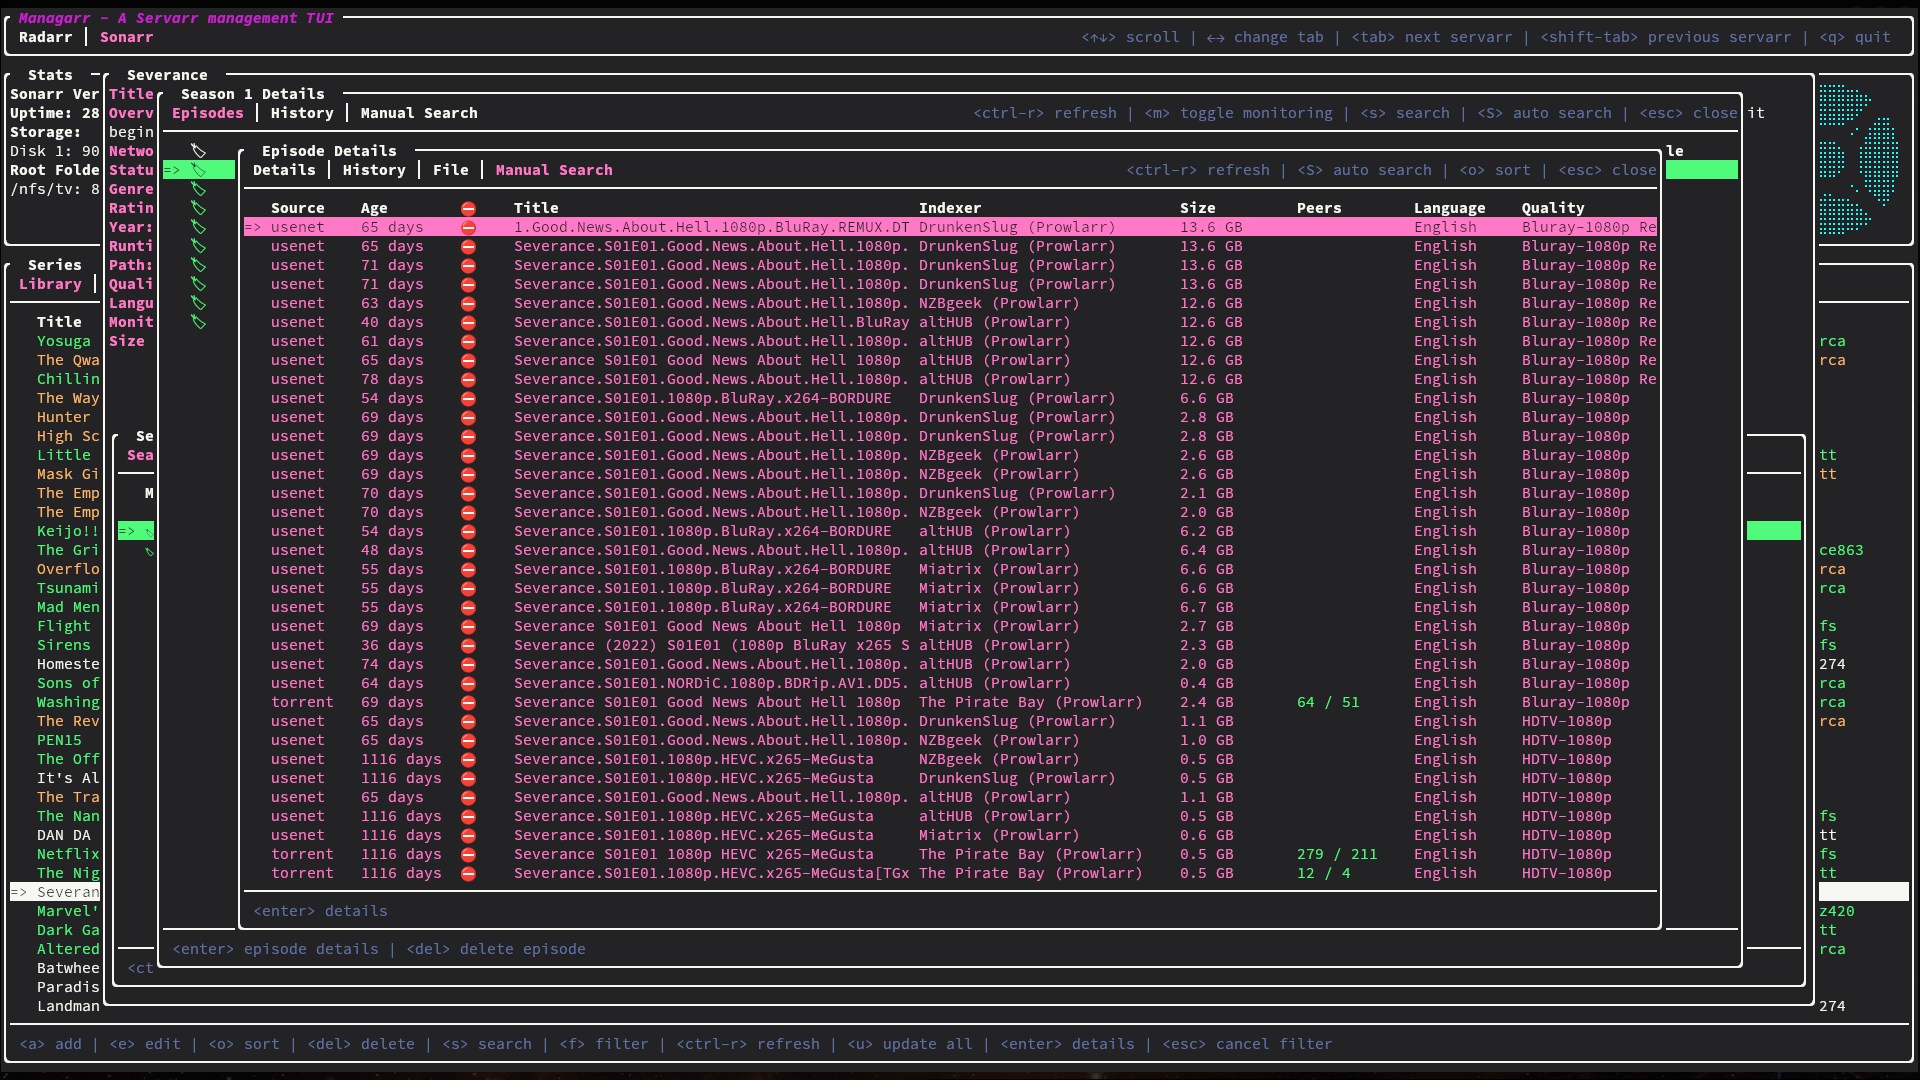 Managarr - A Servarr management TUI
Radarr | Sonarr <↑↓> scroll | ↔ change tab | <tab> next servarr | <shift-tab> previous servarr | <q> quit
Stats Severance
Sonarr Ver Title Season 1 Details
Uptime: 28 Overv Episodes | History | Manual Search <ctrl-r> refresh | <m> toggle monitoring | <s> search | <S> auto search | <esc> close it
Storage: begin
Disk 1: 90 Netwo Episode Details le
Root Folde Statu => Details | History | File | Manual Search <ctrl-r> refresh | <S> auto search | <o> sort | <esc> close
/nfs/tv: 8 Genre
Ratin Source Age ⛔ Title Indexer Size Peers Language Quality
Year: => usenet 65 days ⛔ 1.Good.News.About.Hell.1080p.BluRay.REMUX.DT DrunkenSlug (Prowlarr) 13.6 GB English Bluray-1080p Re
Runti usenet 65 days ⛔ Severance.S01E01.Good.News.About.Hell.1080p. DrunkenSlug (Prowlarr) 13.6 GB English Bluray-1080p Re
Series Path: usenet 71 days ⛔ Severance.S01E01.Good.News.About.Hell.1080p. DrunkenSlug (Prowlarr) 13.6 GB English Bluray-1080p Re
Library | Quali usenet 71 days ⛔ Severance.S01E01.Good.News.About.Hell.1080p. DrunkenSlug (Prowlarr) 13.6 GB English Bluray-1080p Re
Langu usenet 63 days ⛔ Severance.S01E01.Good.News.About.Hell.1080p. NZBgeek (Prowlarr) 12.6 GB English Bluray-1080p Re
Title Monit usenet 40 days ⛔ Severance.S01E01.Good.News.About.Hell.BluRay altHUB (Prowlarr) 12.6 GB English Bluray-1080p Re
Yosuga Size usenet 61 days ⛔ Severance.S01E01.Good.News.About.Hell.1080p. altHUB (Prowlarr) 12.6 GB English Bluray-1080p Re rca
The Qwa usenet 65 days ⛔ Severance S01E01 Good News About Hell 1080p altHUB (Prowlarr) 12.6 GB English Bluray-1080p Re rca
Chillin usenet 78 days ⛔ Severance.S01E01.Good.News.About.Hell.1080p. altHUB (Prowlarr) 12.6 GB English Bluray-1080p Re
The Way usenet 54 days ⛔ Severance.S01E01.1080p.BluRay.x264-BORDURE DrunkenSlug (Prowlarr) 6.6 GB English Bluray-1080p
Hunter usenet 69 days ⛔ Severance.S01E01.Good.News.About.Hell.1080p. DrunkenSlug (Prowlarr) 2.8 GB English Bluray-1080p
High Sc Se usenet 69 days ⛔ Severance.S01E01.Good.News.About.Hell.1080p. DrunkenSlug (Prowlarr) 2.8 GB English Bluray-1080p
Little Sea usenet 69 days ⛔ Severance.S01E01.Good.News.About.Hell.1080p. NZBgeek (Prowlarr) 2.6 GB English Bluray-1080p tt
Mask Gi usenet 69 days ⛔ Severance.S01E01.Good.News.About.Hell.1080p. NZBgeek (Prowlarr) 2.6 GB English Bluray-1080p tt
The Emp M usenet 70 days ⛔ Severance.S01E01.Good.News.About.Hell.1080p. DrunkenSlug (Prowlarr) 2.1 GB English Bluray-1080p
The Emp usenet 70 days ⛔ Severance.S01E01.Good.News.About.Hell.1080p. NZBgeek (Prowlarr) 2.0 GB English Bluray-1080p
Keijo!! => usenet 54 days ⛔ Severance.S01E01.1080p.BluRay.x264-BORDURE altHUB (Prowlarr) 6.2 GB English Bluray-1080p
The Gri usenet 48 days ⛔ Severance.S01E01.Good.News.About.Hell.1080p. altHUB (Prowlarr) 6.4 GB English Bluray-1080p ce863
Overflo usenet 55 days ⛔ Severance.S01E01.1080p.BluRay.x264-BORDURE Miatrix (Prowlarr) 6.6 GB English Bluray-1080p rca
Tsunami usenet 55 days ⛔ Severance.S01E01.1080p.BluRay.x264-BORDURE Miatrix (Prowlarr) 6.6 GB English Bluray-1080p rca
Mad Men usenet 55 days ⛔ Severance.S01E01.1080p.BluRay.x264-BORDURE Miatrix (Prowlarr) 6.7 GB English Bluray-1080p
Flight usenet 69 days ⛔ Severance S01E01 Good News About Hell 1080p Miatrix (Prowlarr) 2.7 GB English Bluray-1080p fs
Sirens usenet 36 days ⛔ Severance (2022) S01E01 (1080p BluRay x265 S altHUB (Prowlarr) 2.3 GB English Bluray-1080p fs
Homeste usenet 74 days ⛔ Severance.S01E01.Good.News.About.Hell.1080p. altHUB (Prowlarr) 2.0 GB English Bluray-1080p 274
Sons of usenet 64 days ⛔ Severance.S01E01.NORDiC.1080p.BDRip.AV1.DD5. altHUB (Prowlarr) 0.4 GB English Bluray-1080p rca
Washing torrent 69 days ⛔ Severance S01E01 Good News About Hell 1080p The Pirate Bay (Prowlarr) 2.4 GB 64 / 51 English Bluray-1080p rca
The Rev usenet 65 days ⛔ Severance.S01E01.Good.News.About.Hell.1080p. DrunkenSlug (Prowlarr) 1.1 GB English HDTV-1080p rca
PEN15 usenet 65 days ⛔ Severance.S01E01.Good.News.About.Hell.1080p. NZBgeek (Prowlarr) 1.0 GB English HDTV-1080p
The Off usenet 1116 days ⛔ Severance.S01E01.1080p.HEVC.x265-MeGusta NZBgeek (Prowlarr) 0.5 GB English HDTV-1080p
It's Al usenet 1116 days ⛔ Severance.S01E01.1080p.HEVC.x265-MeGusta DrunkenSlug (Prowlarr) 0.5 GB English HDTV-1080p
The Tra usenet 65 days ⛔ Severance.S01E01.Good.News.About.Hell.1080p. altHUB (Prowlarr) 1.1 GB English HDTV-1080p
The Nan usenet 1116 days ⛔ Severance.S01E01.1080p.HEVC.x265-MeGusta altHUB (Prowlarr) 0.5 GB English HDTV-1080p fs
DAN DA usenet 1116 days ⛔ Severance.S01E01.1080p.HEVC.x265-MeGusta Miatrix (Prowlarr) 0.6 GB English HDTV-1080p tt
Netflix torrent 1116 days ⛔ Severance S01E01 1080p HEVC x265-MeGusta The Pirate Bay (Prowlarr) 0.5 GB 279 / 211 English HDTV-1080p fs
The Nig torrent 1116 days ⛔ Severance.S01E01.1080p.HEVC.x265-MeGusta[TGx The Pirate Bay (Prowlarr) 0.5 GB 12 / 4 English HDTV-1080p tt
=> Severan
Marvel' <enter> details z420
Dark Ga tt
Altered <enter> episode details | <del> delete episode rca
Batwhee <ct
Paradis
Landman 274
<a> add | <e> edit | <o> sort | <del> delete | <s> search | <f> filter | <ctrl-r> refresh | <u> update all | <enter> details | <esc> cancel filter